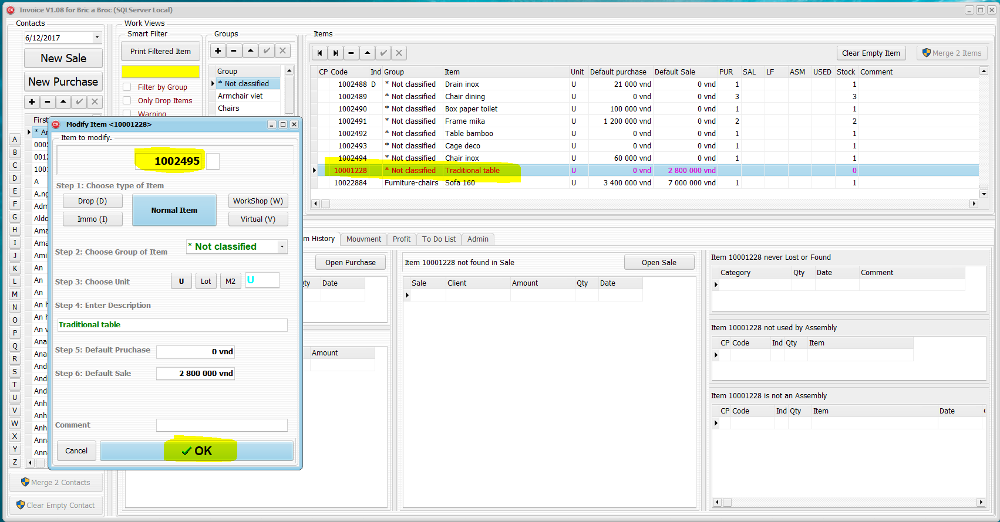 Invoice V1.08 for Bric a Broc (SQLServer Local)
Contacts
6/12/2017
New Sale
New Purchase
First
* Ar
A
B
C
D
E
F
G
H
I
J
K
L
M
N
O
P
Q
R
S
T
U
V
W
X
Y
Z
0005
0012
1001
A
A.ng
Adm
Aldo
Ama
Ama
Ami
An
An
An
An h
An h
An v
Ana
Ana
And
And
And
Anh
Anh
Anh
Anna
Anna
Merge 2 Contacts
Clear Empty Contact
Work Views
Smart Filter
Print Filtered Item
Filter by Group
Only Drop Items
Warning
Groups
Group
* Not classified
Armchair viet
Chairs
Items
Clear Empty Item
Merge 2 Items
CP Code Ind Group Item Unit Default purchase Default Sale PUR SAL LF ASM USED Stock Comment
1002488 D * Not classified Drain inox U 21 000 vnd 0 vnd 1 1
1002489 * Not classified Chair dining U 0 vnd 0 vnd 3 3
1002490 * Not classified Box paper toilet U 100 000 vnd 0 vnd 1 1
1002491 * Not classified Frame mika U 1 200 000 vnd 0 vnd 2 2
1002492 * Not classified Table bamboo U 0 vnd 0 vnd 1 1
1002493 * Not classified Cage deco U 0 vnd 0 vnd 1 1
1002494 * Not classified Chair inox U 60 000 vnd 0 vnd 1 1
10001228 * Not classified Traditional table U 0 vnd 2 800 000 vnd 0
10022884 Furniture-chairs Sofa 160 U 3 400 000 vnd 7 000 000 vnd 1 1
Modify Item <10001228>
Item to modify.
1002495
Step 1: Choose type of Item
Drop (D)
Immo (I)
Normal Item
WorkShop (W)
Virtual (V)
Step 2: Choose Group of Item
* Not classified
Step 3: Choose Unit
U
Lot
M2
U
Step 4: Enter Description
Traditional table
Step 5: Default Pruchase
0 vnd
Step 6: Default Sale
2 800 000 vnd
Comment
Cancel
OK
m History
Mouvment
Profit
To Do List
Admin
Open Purchase
Qty Date
Amount
Item 10001228 not found in Sale
Open Sale
Sale Client Amount Qty Date
Item 10001228 never Lost or Found
Category Qty Date Comment
Item 10001228 not used by Assembly
CP Code Ind Qty Item
Item 10001228 is not an Assembly
CP Code Ind Qty Item Date